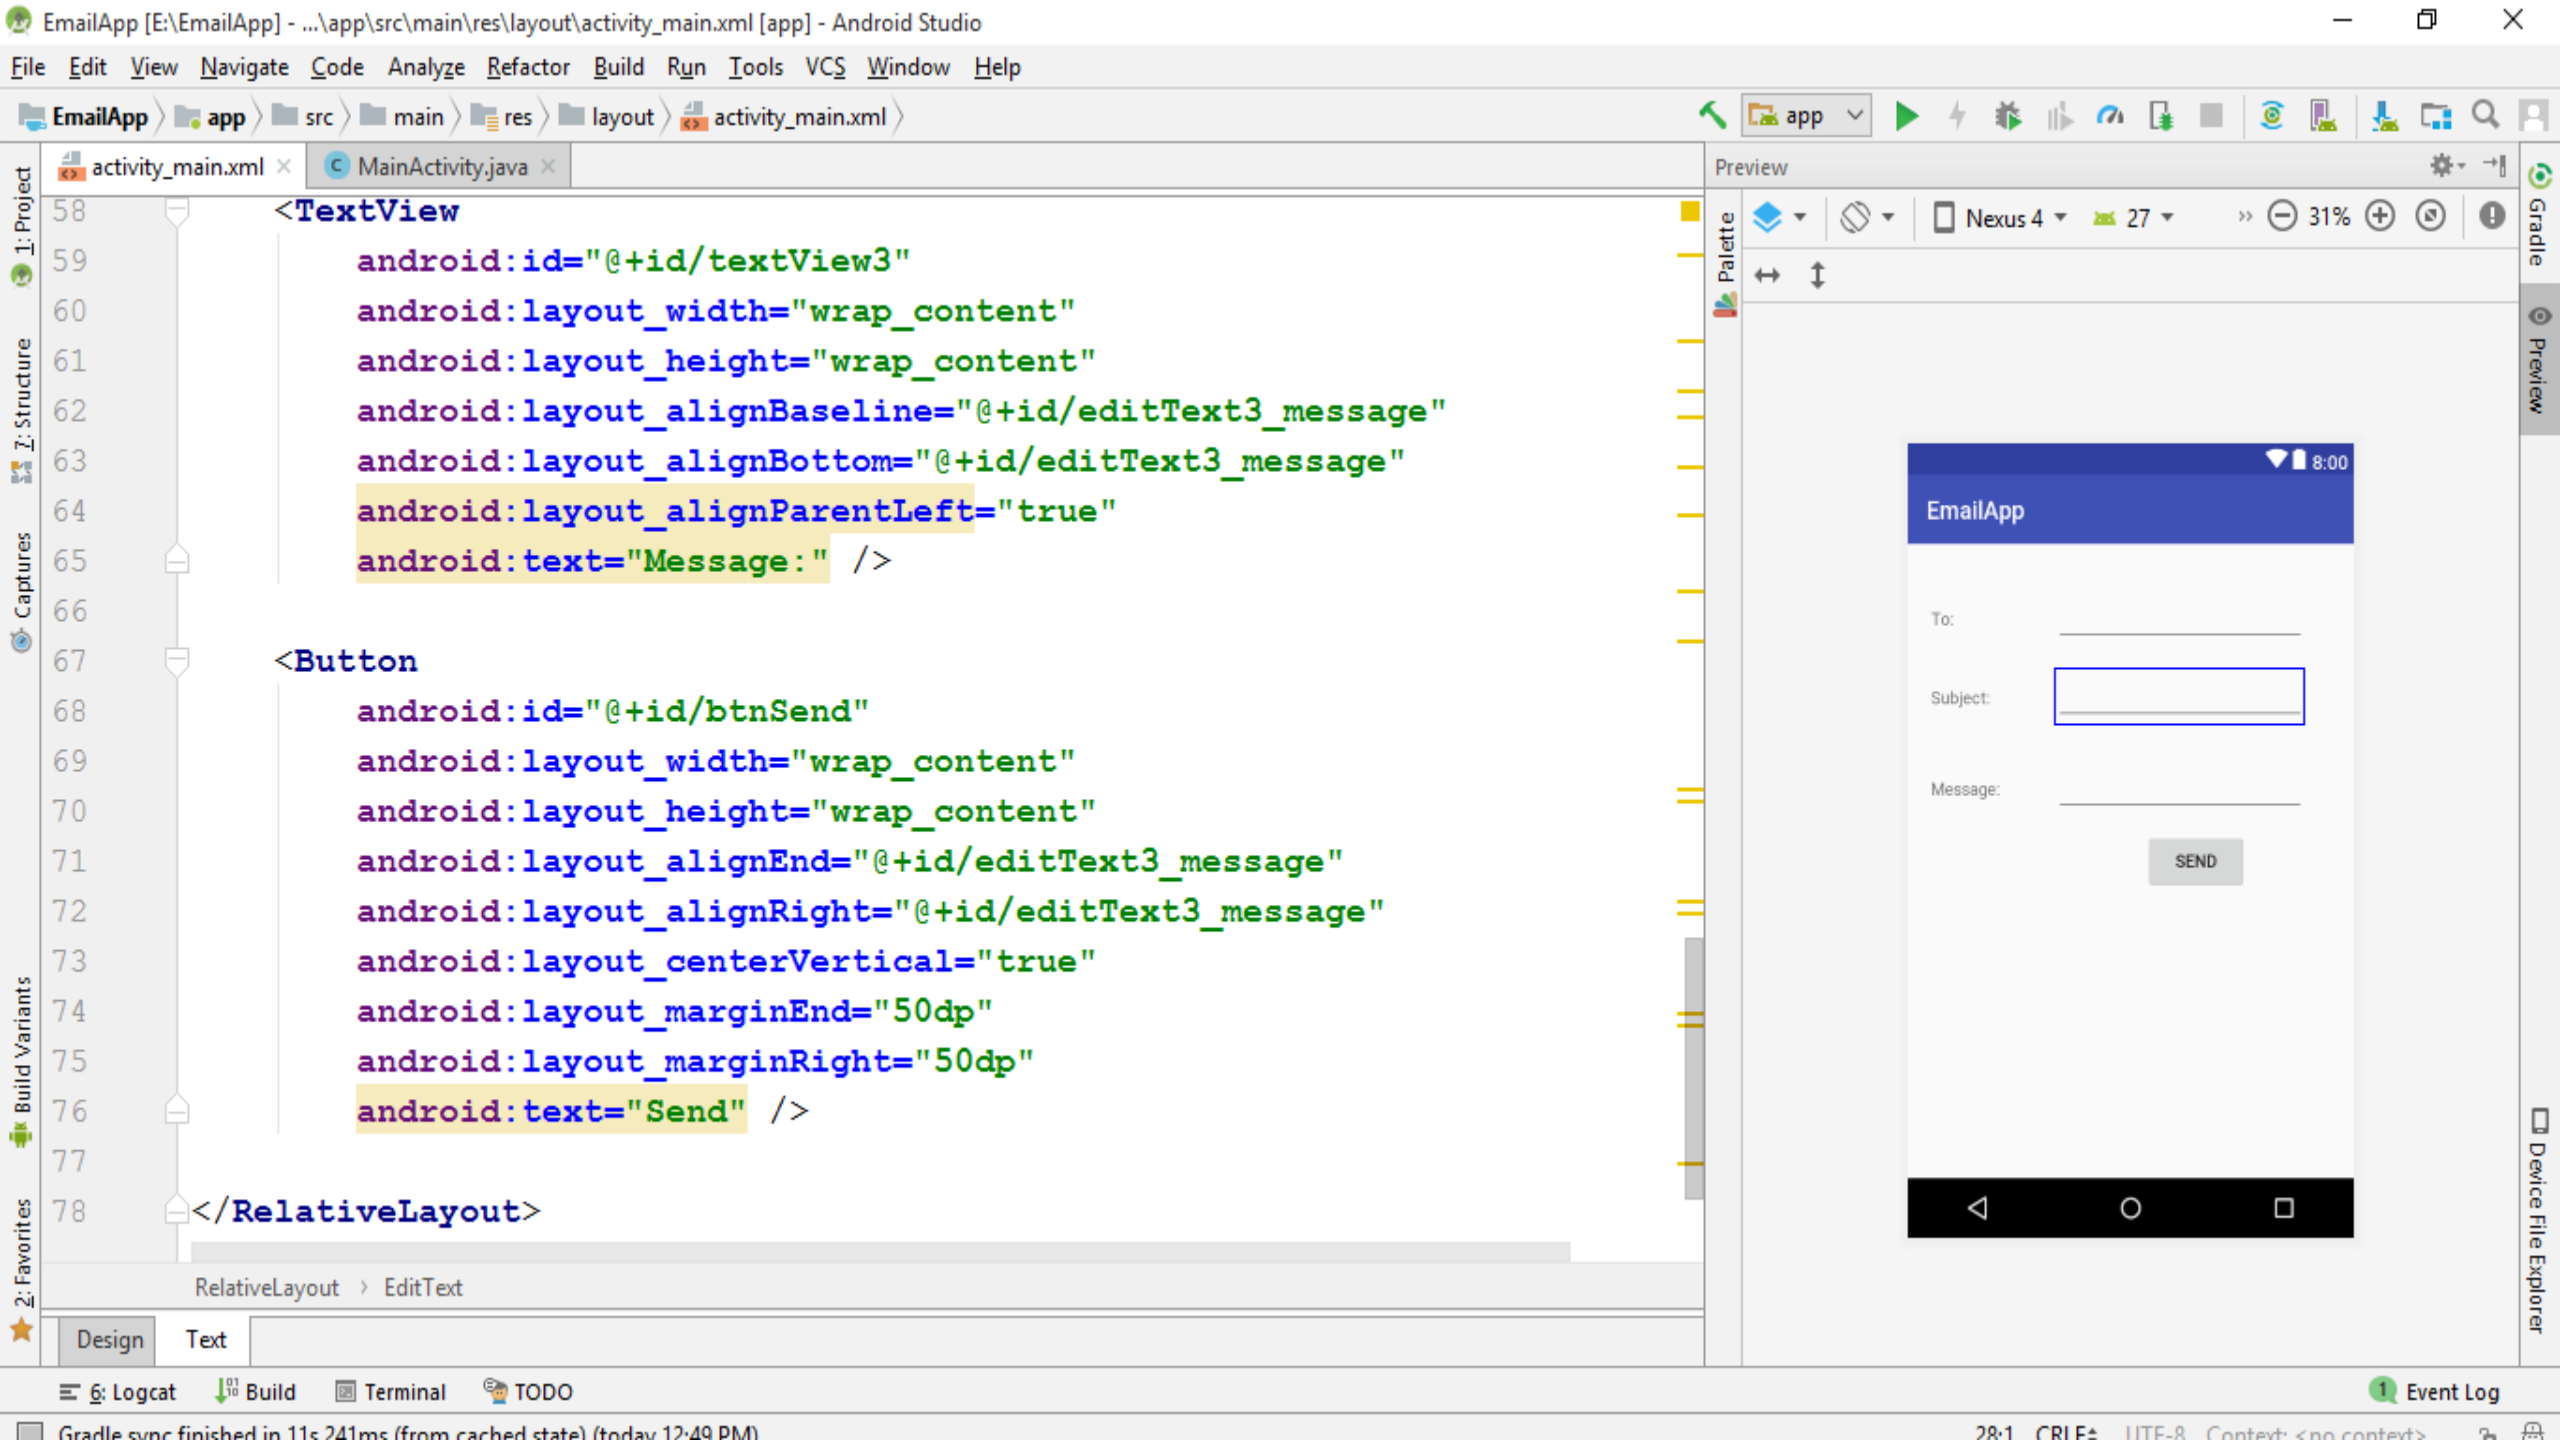 EmailApp [E:\EmailApp] - ...\app\src\main\res\layout\activity_main.xml [app] - Android Studio
File Edit View Navigate Code Analyze Refactor Build Run Tools VCS Window Help
EmailApp app src main res layout activity_main.xml app
activity_main.xml MainActivity.java
Preview
Nexus 4 27 31%
58 <TextView
59 android:id="@+id/textView3"
60 android:layout_width="wrap_content"
61 android:layout_height="wrap_content"
62 android:layout_alignBaseline="@+id/editText3_message"
63 android:layout_alignBottom="@+id/editText3_message"
64 android:layout_alignParentLeft="true"
65 android:text="Message:" />
66
67 <Button
68 android:id="@+id/btnSend"
69 android:layout_width="wrap_content"
70 android:layout_height="wrap_content"
71 android:layout_alignEnd="@+id/editText3_message"
72 android:layout_alignRight="@+id/editText3_message"
73 android:layout_centerVertical="true"
74 android:layout_marginEnd="50dp"
75 android:layout_marginRight="50dp"
76 android:text="Send" />
77
78 </RelativeLayout>
RelativeLayout > EditText
Design Text
1: Project
7: Structure
Captures
Build Variants
2: Favorites
Palette
8:00
EmailApp
To:
Subject:
Message:
SEND
Gradle
Preview
Device File Explorer
6: Logcat Build Terminal TODO
1 Event Log
Gradle sync finished in 11s 241ms (from cached state) (today 12:49 PM)
28:1 CRLF UTF-8 Context: <no context>